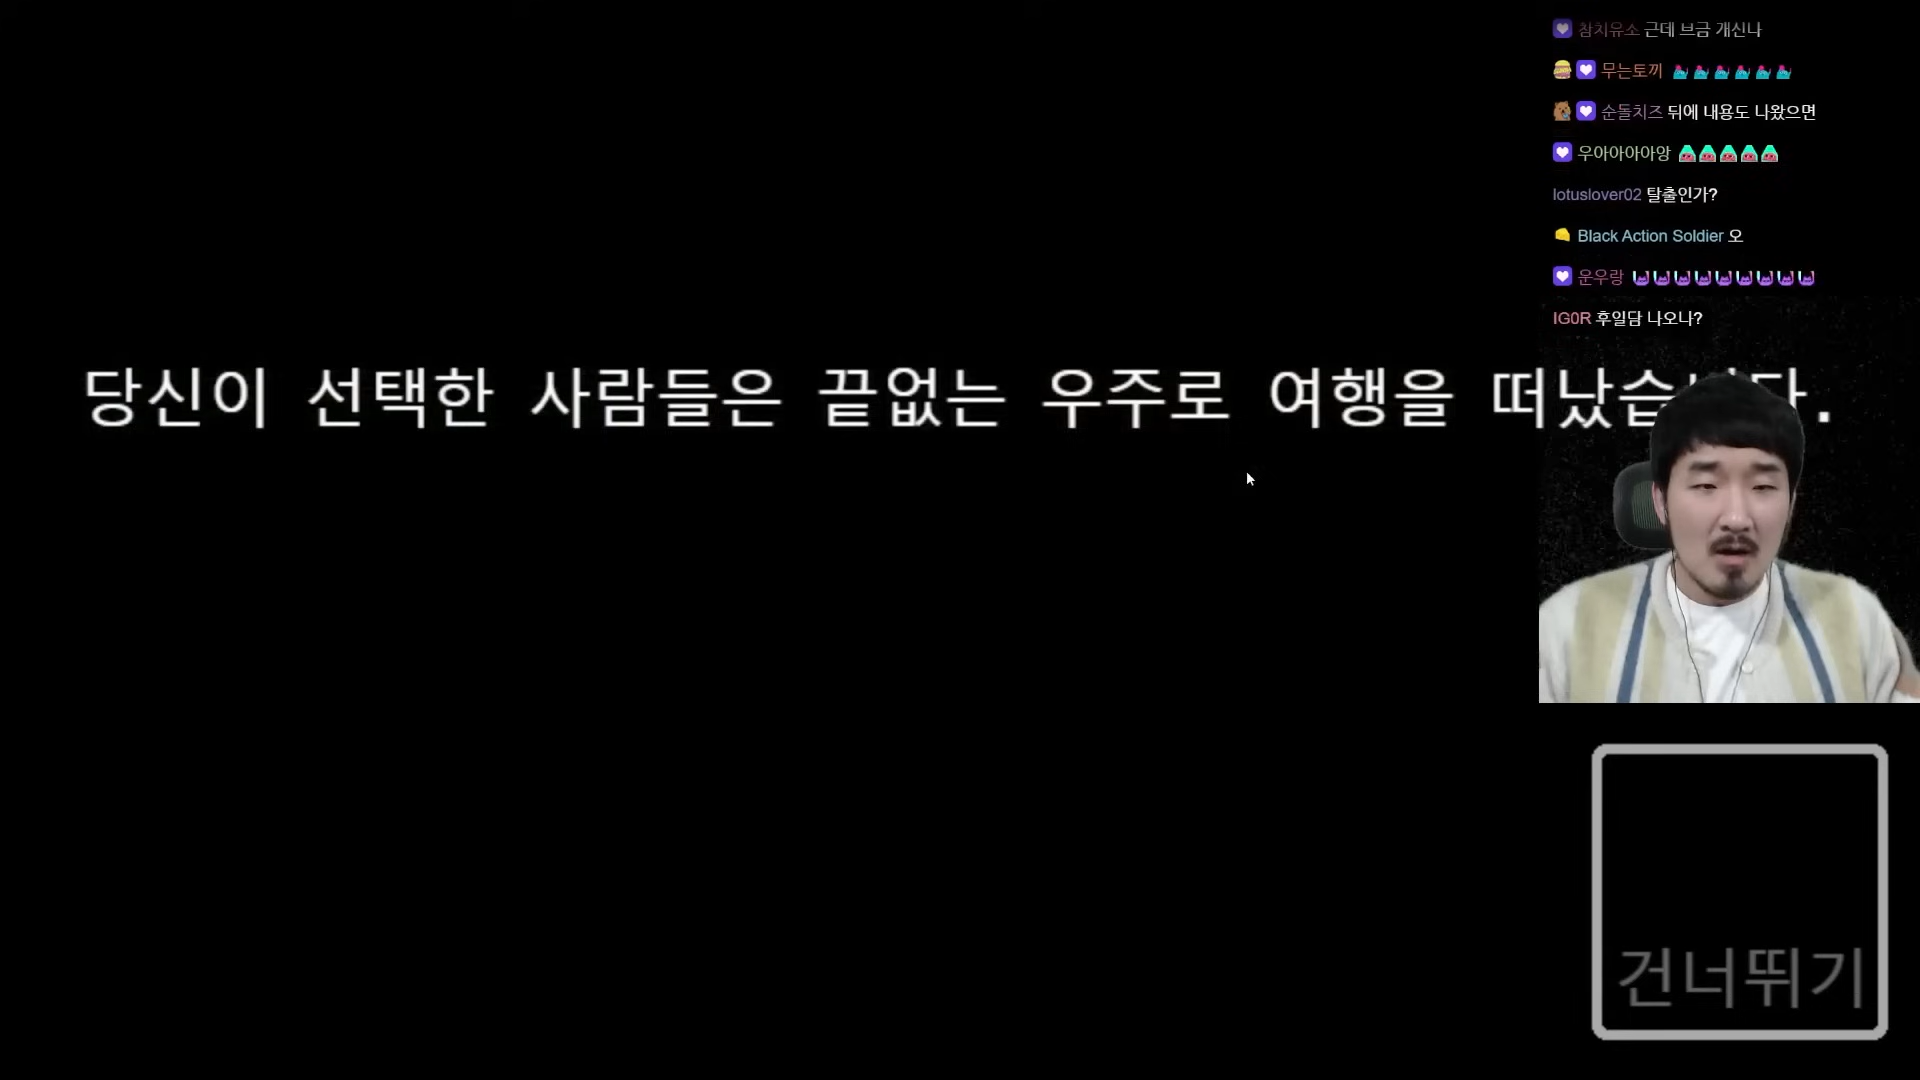 참치유소 근데 브금 개신나
무는토끼
순돌치즈 뒤에 내용도 나왔으면
우아아아아앙
lotuslover02 탈출인가?
Black Action Soldier 오
운우랑
IG0R 후일담 나오나?
당신이 선택한 사람들은 끝없는 우주로 여행을 떠났습니다.
건너뛰기